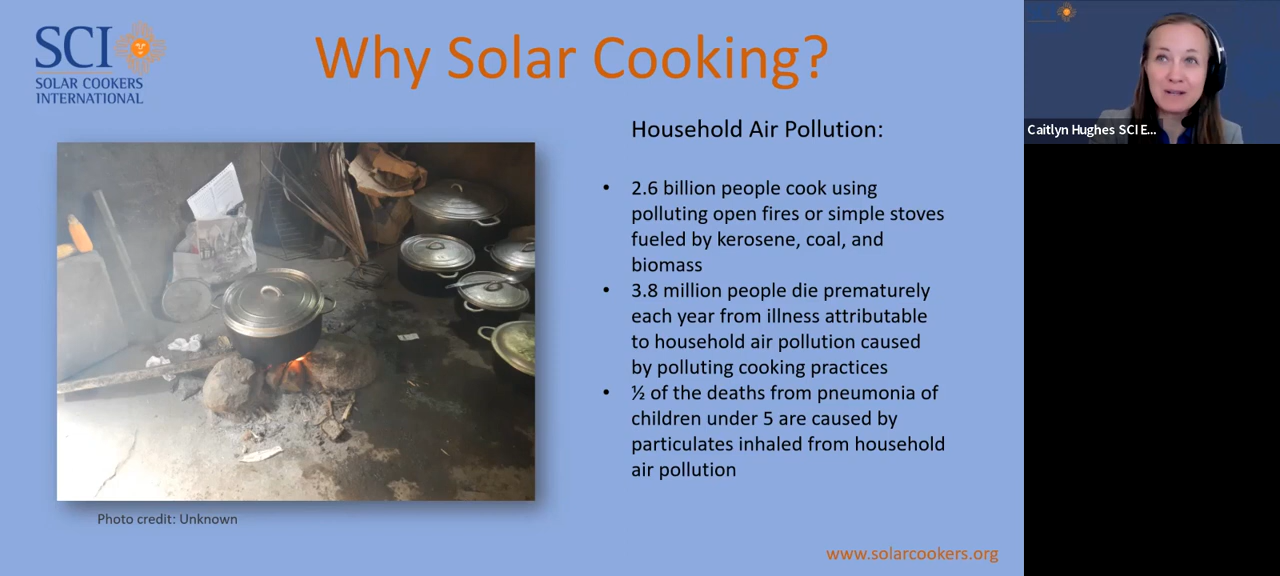 SCI
SOLAR COOKERS
INTERNATIONAL
Why Solar Cooking?
Household Air Pollution:
• 2.6 billion people cook using
polluting open fires or simple stoves
fueled by kerosene, coal, and
biomass
• 3.8 million people die prematurely
each year from illness attributable
to household air pollution caused
by polluting cooking practices
• ½ of the deaths from pneumonia of
children under 5 are caused by
particulates inhaled from household
air pollution
Photo credit: Unknown
www.solarcookers.org
Caitlyn Hughes SCI E...